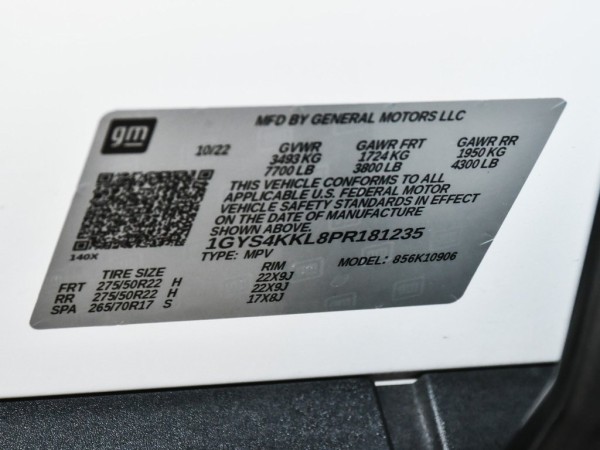 gm
MFD BY GENERAL MOTORS LLC
10/22 GVWR GAWR FRT GAWR RR
3493 KG 1724 KG 1950 KG
7700 LB 3800 LB 4300 LB
THIS VEHICLE CONFORMS TO ALL
APPLICABLE U.S. FEDERAL MOTOR
VEHICLE SAFETY STANDARDS IN EFFECT
ON THE DATE OF MANUFACTURE
SHOWN ABOVE.
1GYS4KKL8PR181235
140X
TYPE: MPV MODEL: 856K10906
TIRE SIZE RIM
FRT 275/50R22 H 22X9J
RR 275/50R22 H 22X9J
SPA 265/70R17 S 17X8J